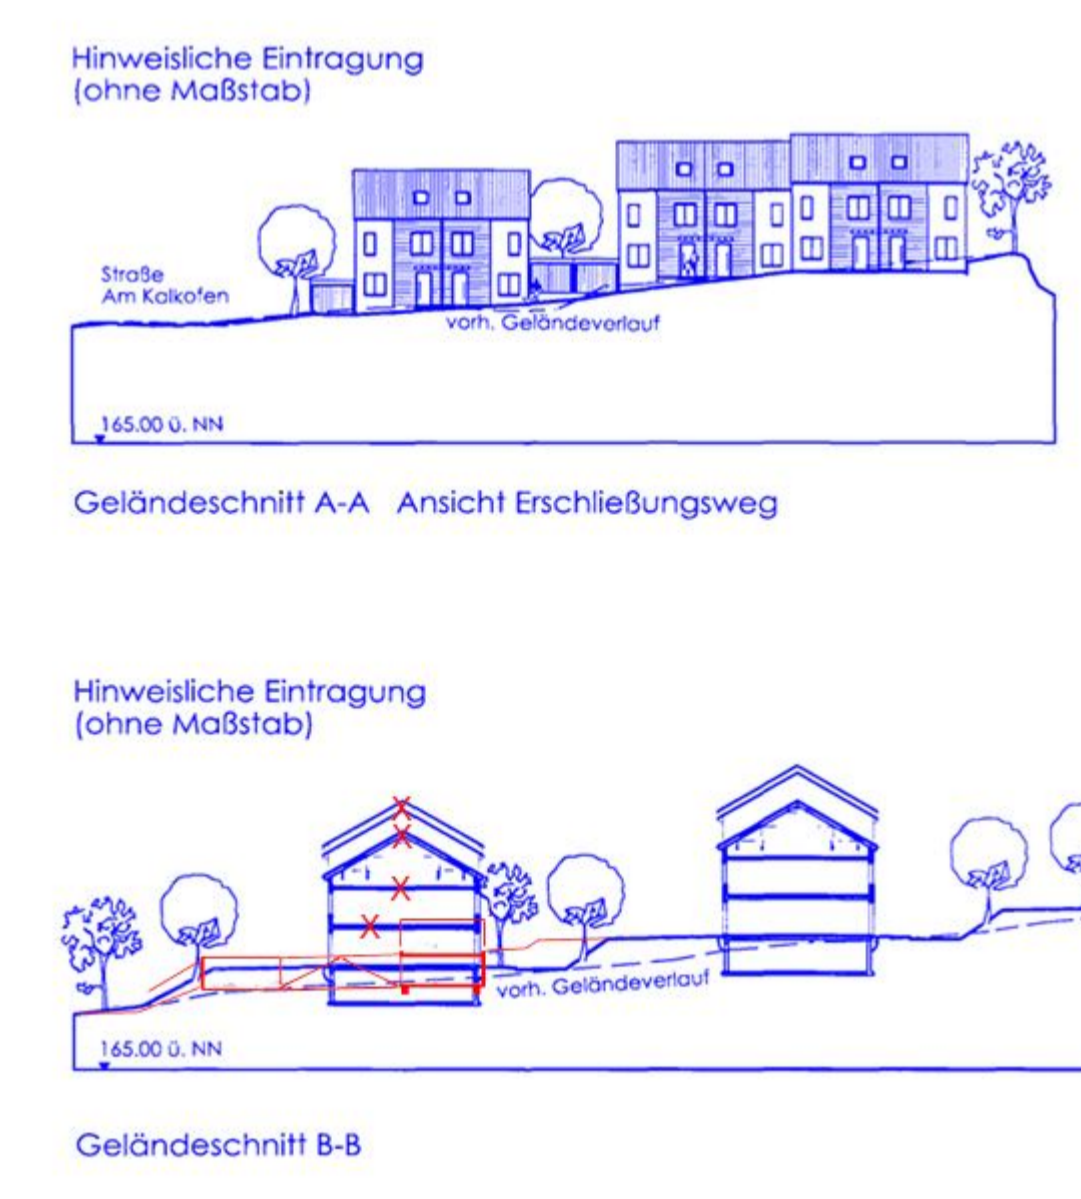 Hinweisliche Eintragung
(ohne Maßstab)
Straße
Am Kalkofen
vorh. Geländeverlauf
165.00 ü. NN
Geländeschnitt A-A Ansicht Erschließungsweg
Hinweisliche Eintragung
(ohne Maßstab)
vorh. Geländeverlauf
165.00 ü. NN
Geländeschnitt B-B